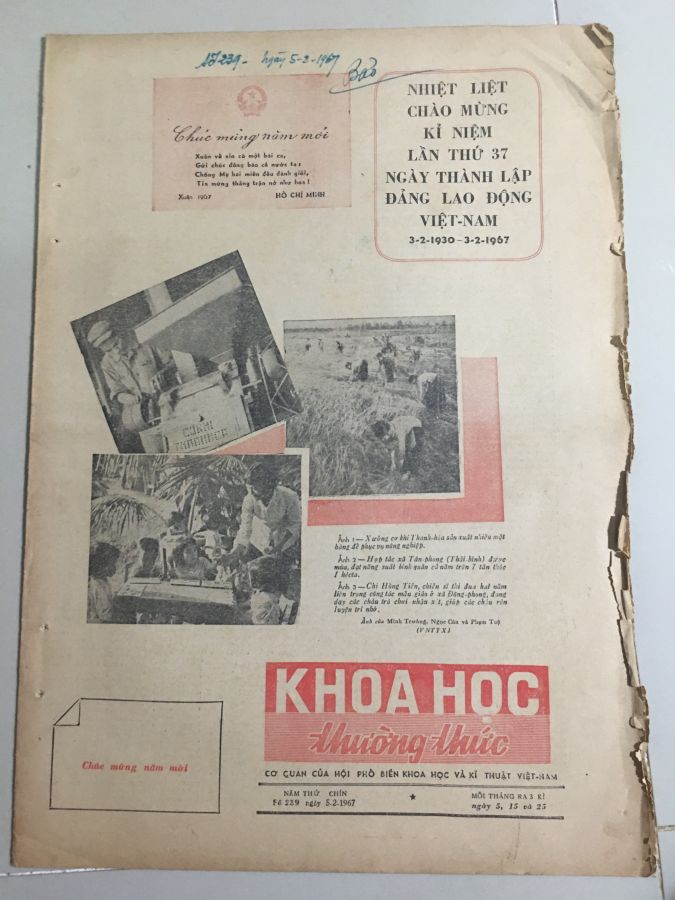 Số 239 - ngày 5-2-1967
Báo
Chúc mừng năm mới
Xuân về xin có một bài ca,
Gửi chúc đồng bào cả nước ta:
Chống Mỹ hai miền đều đánh giỏi,
Tin mừng thắng trận nở như hoa!
Xuân 1967 HỒ CHÍ MINH
NHIỆT LIỆT
CHÀO MỪNG
KỈ NIỆM
LẦN THỨ 37
NGÀY THÀNH LẬP
ĐẢNG LAO ĐỘNG
VIỆT-NAM
3-2-1930 - 3-2-1967
Ảnh 1 — Xưởng cơ khí Thanh-hóa sản xuất nhiều mặt
hàng để phục vụ nông nghiệp.
Ảnh 2 — Hợp tác xã Tân-phong (Thái-bình) được
mùa, đạt năng suất bình quân cả năm trên 7 tấn thóc
1 hécta.
Ảnh 3 — Chị Hồng Tiến, chiến sĩ thi đua hai năm
liền trong công tác mẫu giáo ở xã Đông-phong, đang
dạy các cháu trò chơi nhận xét, giúp các cháu rèn
luyện trí nhớ.
Ảnh của Minh Trường, Ngọc Cân và Phạm Tuệ
(VNTTX)
KHOA HỌC
thường thức
CƠ QUAN CỦA HỘI PHỔ BIẾN KHOA HỌC VÀ KĨ THUẬT VIỆT-NAM
NĂM THỨ CHÍN
Số 239 ngày 5-2-1967
MỖI THÁNG RA 3 KÌ
ngày 5, 15 và 25
Chúc mừng năm mới